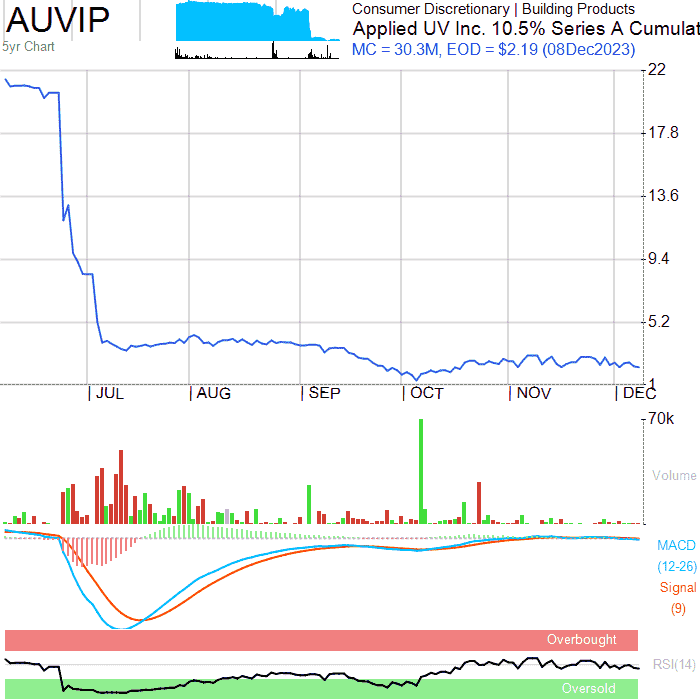 AUVIP
5yr Chart
Consumer Discretionary | Building Products
Applied UV Inc. 10.5% Series A Cumulat
MC = 30.3M, EOD = $2.19 (08Dec2023)
22
17.8
13.6
9.4
5.2
1
JUL AUG SEP OCT NOV DEC
70k
Volume
MACD
(12-26)
Signal
(9)
Overbought
RSI(14)
Oversold